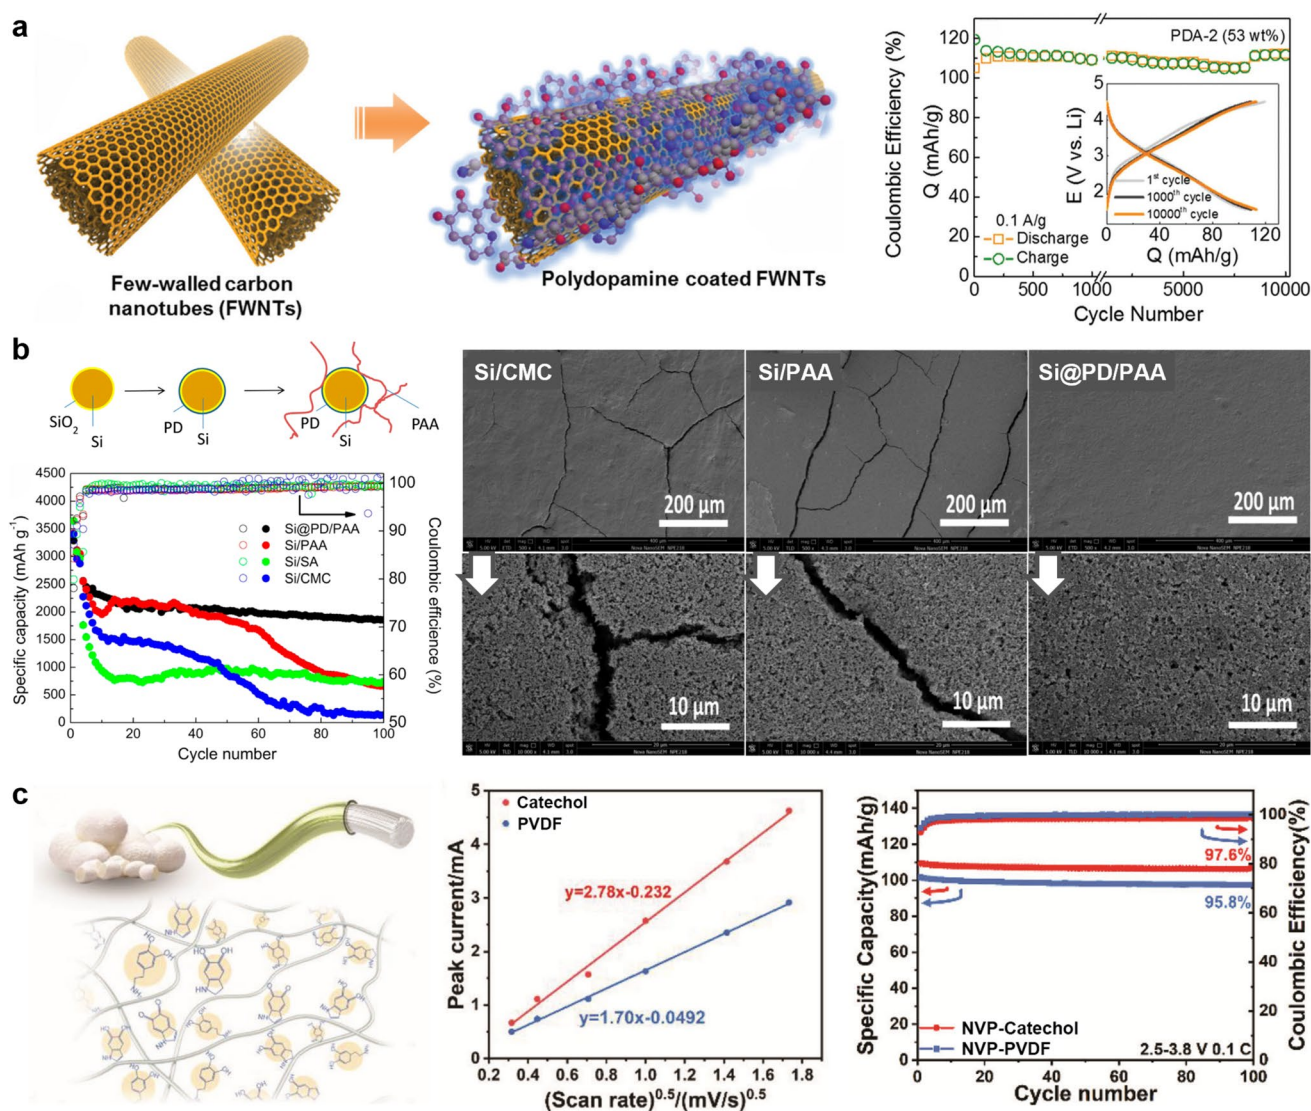 a
Few-walled carbon
nanotubes (FWNTs)
Polydopamine coated FWNTs
Coulombic Efficiency (%)
Q (mAh/g)
120
100
80
60
40
20
0
PDA-2 (53 wt%)
0.1 A/g
Discharge
Charge
E (V vs. Li)
5
4
3
2
1st cycle
1000th cycle
10000th cycle
0 40 80 120
Q (mAh/g)
0 500 1000 5000 10000
Cycle Number
b
SiO2
Si
PD
Si
PD
Si
PAA
Specific capacity (mAh g-1)
4500
4000
3500
3000
2500
2000
1500
1000
500
0
Si@PD/PAA
Si/PAA
Si/SA
Si/CMC
100
90
80
70
60
50
Coulombic efficience (%)
0 20 40 60 80 100
Cycle number
Si/CMC
200 µm
Si/PAA
200 µm
Si@PD/PAA
200 µm
10 µm
10 µm
10 µm
c
Peak current/mA
5
4
3
2
1
0
Catechol
PVDF
y=2.78x-0.232
y=1.70x-0.0492
0.2 0.4 0.6 0.8 1.0 1.2 1.4 1.6 1.8
(Scan rate)0.5/(mV/s)0.5
Specific Capacity(mAh/g)
140
120
100
80
60
40
20
0
97.6%
95.8%
NVP-Catechol
NVP-PVDF
2.5-3.8 V 0.1 C
100
80
60
40
20
0
Coulombic Efficiency(%)
0 20 40 60 80 100
Cycle number